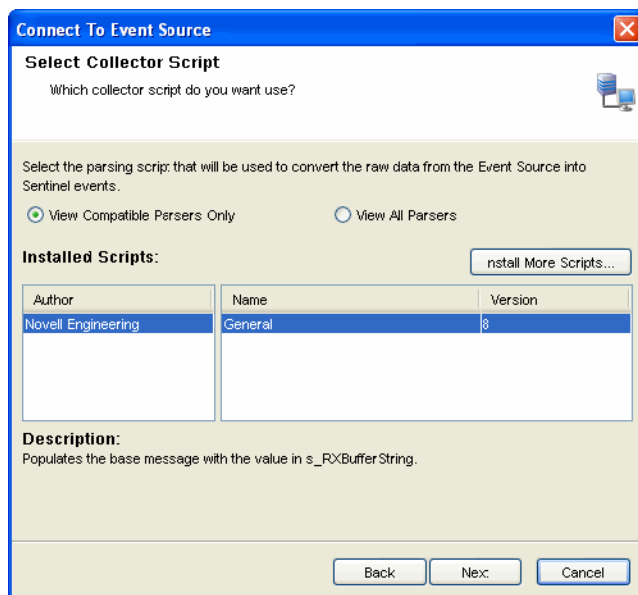 Connect To Event Source
Select Collector Script
Which collector script do you want use?
Select the parsing script that will be used to convert the raw data from the Event Source into
Sentinel events.
View Compatible Parsers Only
View All Parsers
Installed Scripts:
nstall More Scripts...
Author
Name
Version
Novell Engineering
General
8
Description:
Populates the base message with the value in s_RXBufferString.
Back
Next
Cancel